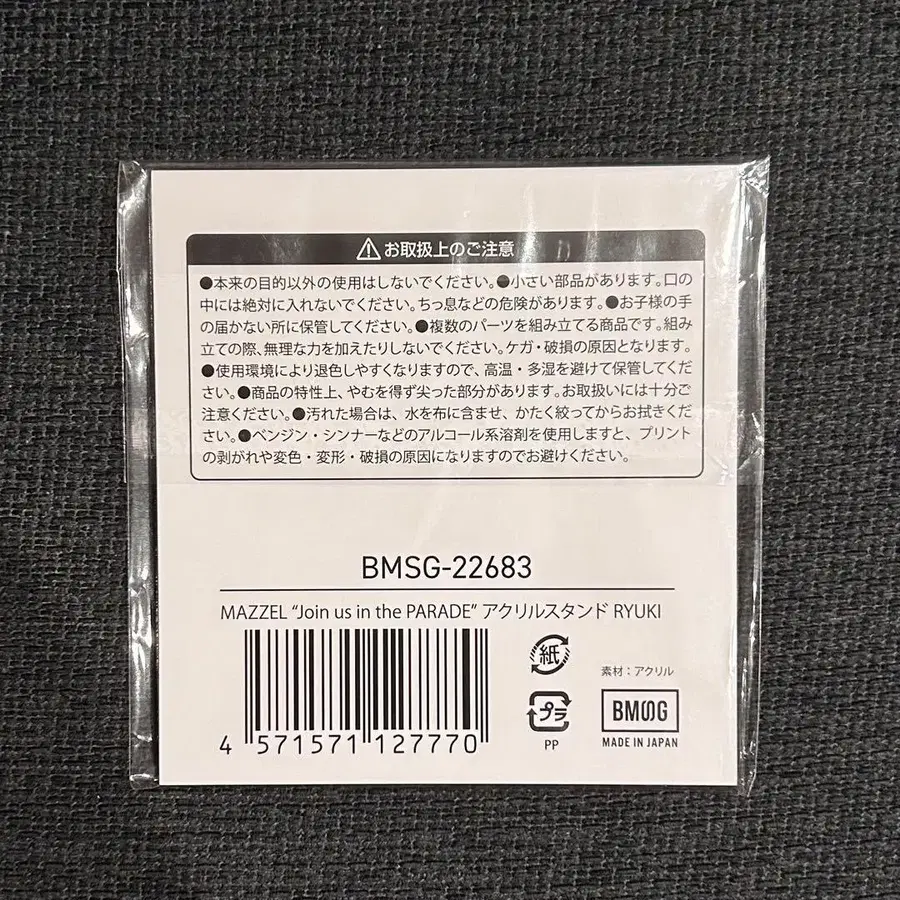 お取扱上のご注意
●本来の目的以外の使用はしないでください。●小さい部品があります。口の
中には絶対に入れないでください。ちっ息などの危険があります。●お子様の手
の届かない所に保管してください。●複数のパーツを組み立てる商品です。組み
立ての際、無理な力を加えたりしないでください。ケガ・破損の原因となります。
●使用環境により退色しやすくなりますので、高温・多湿を避けて保管してくだ
さい。●商品の特性上、やむを得ず尖った部分があります。お取扱いには十分ご
注意ください。●汚れた場合は、水を布に含ませ、かたく絞ってからお拭きくだ
さい。●ベンジン・シンナーなどのアルコール系溶剤を使用しますと、プリント
の剥がれや変色・変形・破損の原因になりますのでお避けください。
BMSG-22683
MAZZEL “Join us in the PARADE” アクリルスタンド RYUKI
紙
素材：アクリル
プラ
PP
BMSG
MADE IN JAPAN
4 571571 127770